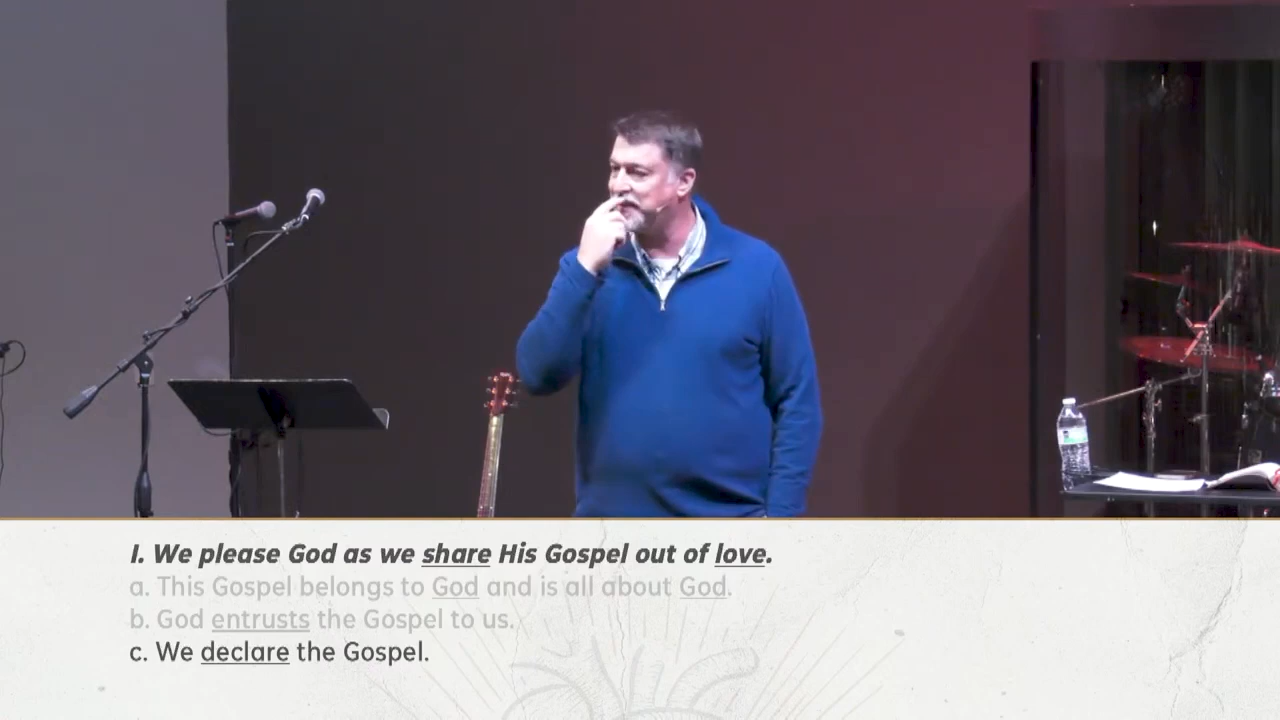 I. We please God as we share His Gospel out of love.
a. This Gospel belongs to God and is all about God.
b. God entrusts the Gospel to us.
c. We declare the Gospel.